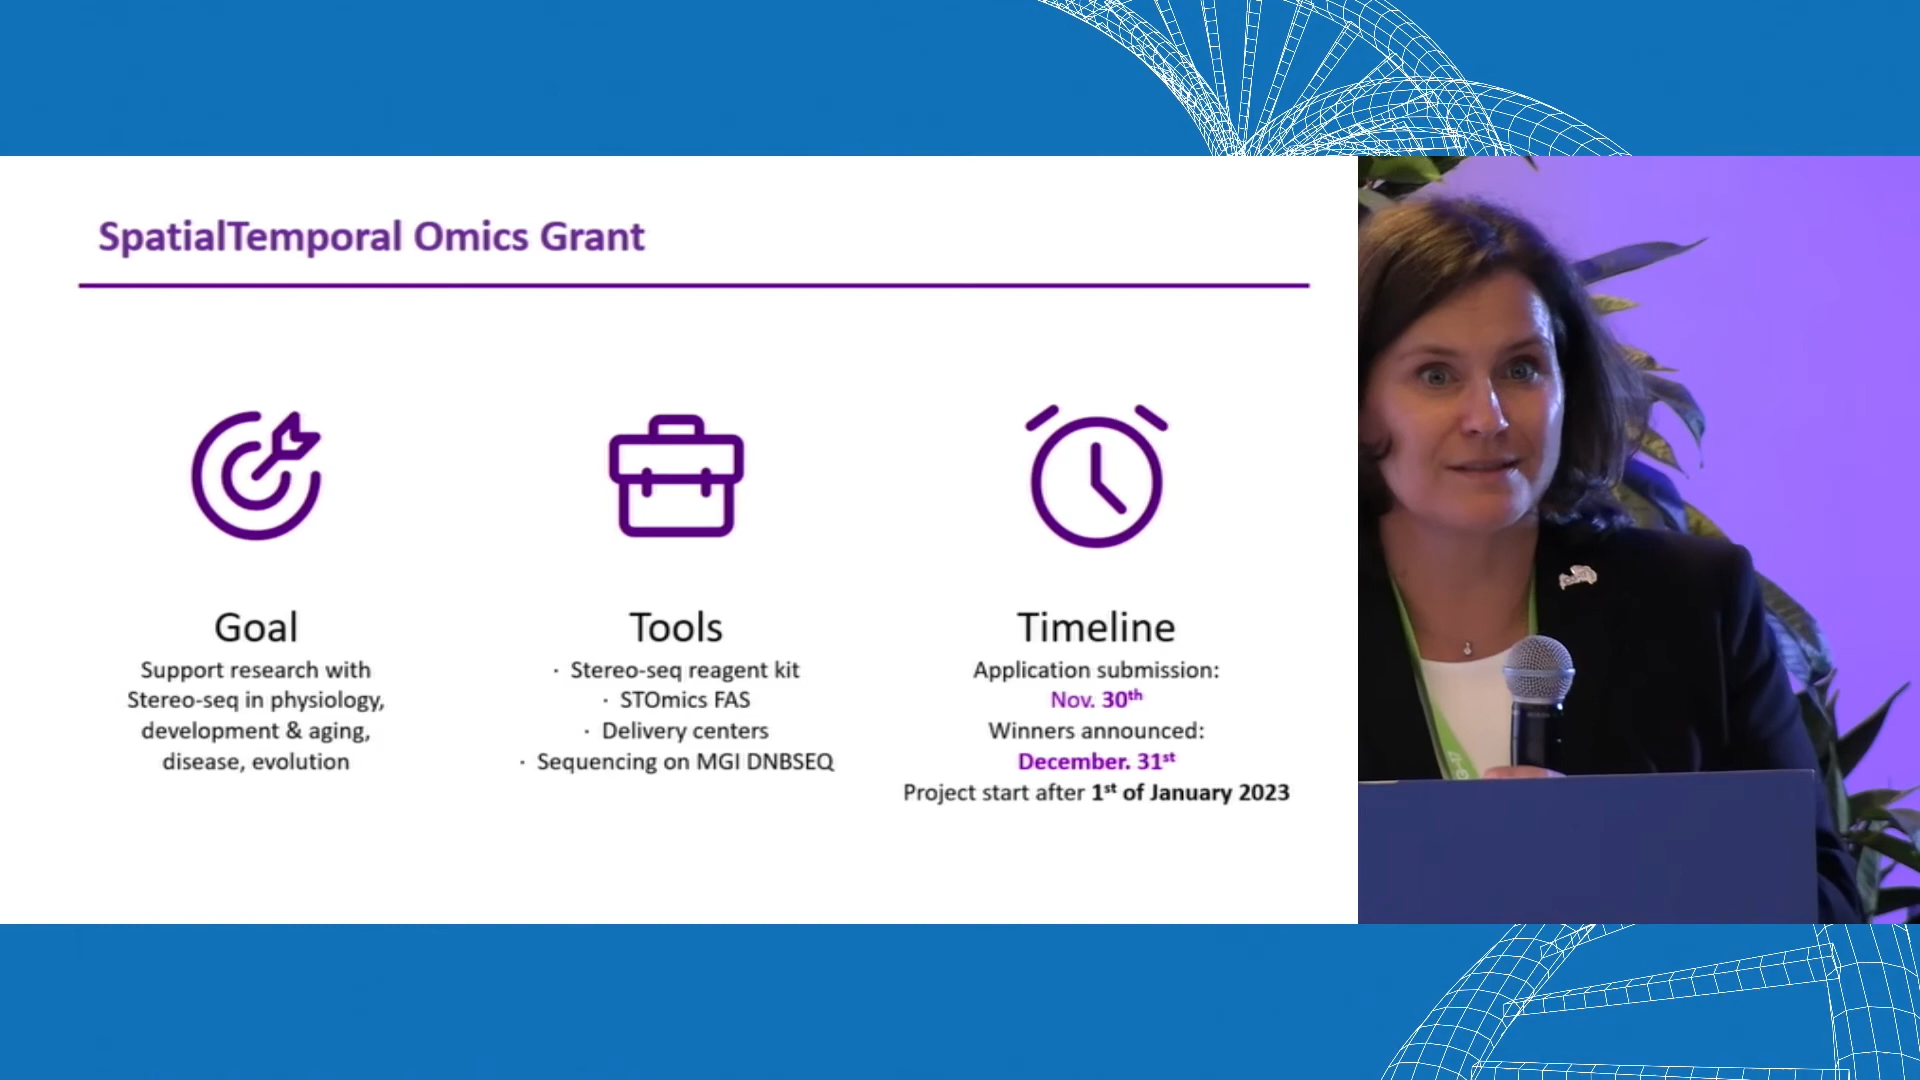 SpatialTemporal Omics Grant
Goal
Support research with
Stereo-seq in physiology,
development & aging,
disease, evolution
Tools
· Stereo-seq reagent kit
· STOmics FAS
· Delivery centers
· Sequencing on MGI DNBSEQ
Timeline
Application submission:
Nov. 30th
Winners announced:
December. 31st
Project start after 1st of January 2023